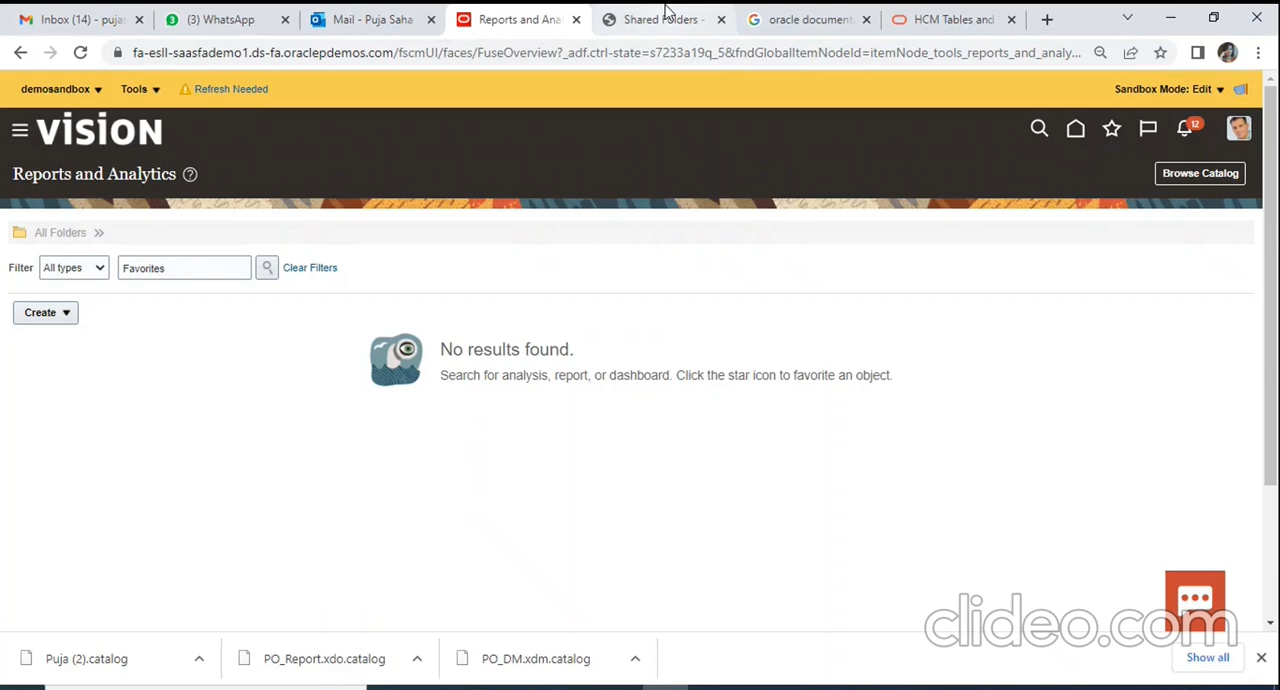 Inbox (14) - pujas
(3) WhatsApp
Mail - Puja Saha
Reports and Ana
Shared Folders -
oracle document
HCM Tables and
fa-esll-saasfademo1.ds-fa.oraclepdemos.com/fscmUI/faces/FuseOverview?_adf.ctrl-state=s7233a19q_5&fndGlobalItemNodeId=itemNode_tools_reports_and_analy...
demosandbox
Tools
Refresh Needed
Sandbox Mode: Edit
VISION
12
Reports and Analytics
Browse Catalog
All Folders
Filter All types Favorites Clear Filters
Create
No results found.
Search for analysis, report, or dashboard. Click the star icon to favorite an object.
clideo.com
Puja (2).catalog
PO_Report.xdo.catalog
PO_DM.xdm.catalog
Show all